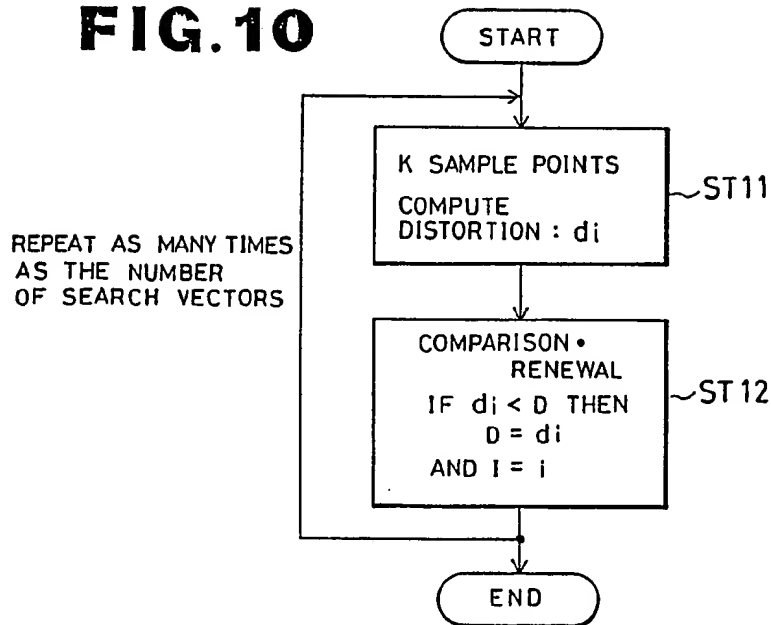 FIG.10
START
K SAMPLE POINTS
COMPUTE
DISTORTION : di
ST11
REPEAT AS MANY TIMES
AS THE NUMBER
OF SEARCH VECTORS
COMPARISON •
RENEWAL
IF di < D THEN
D = di
AND I = i
ST12
END